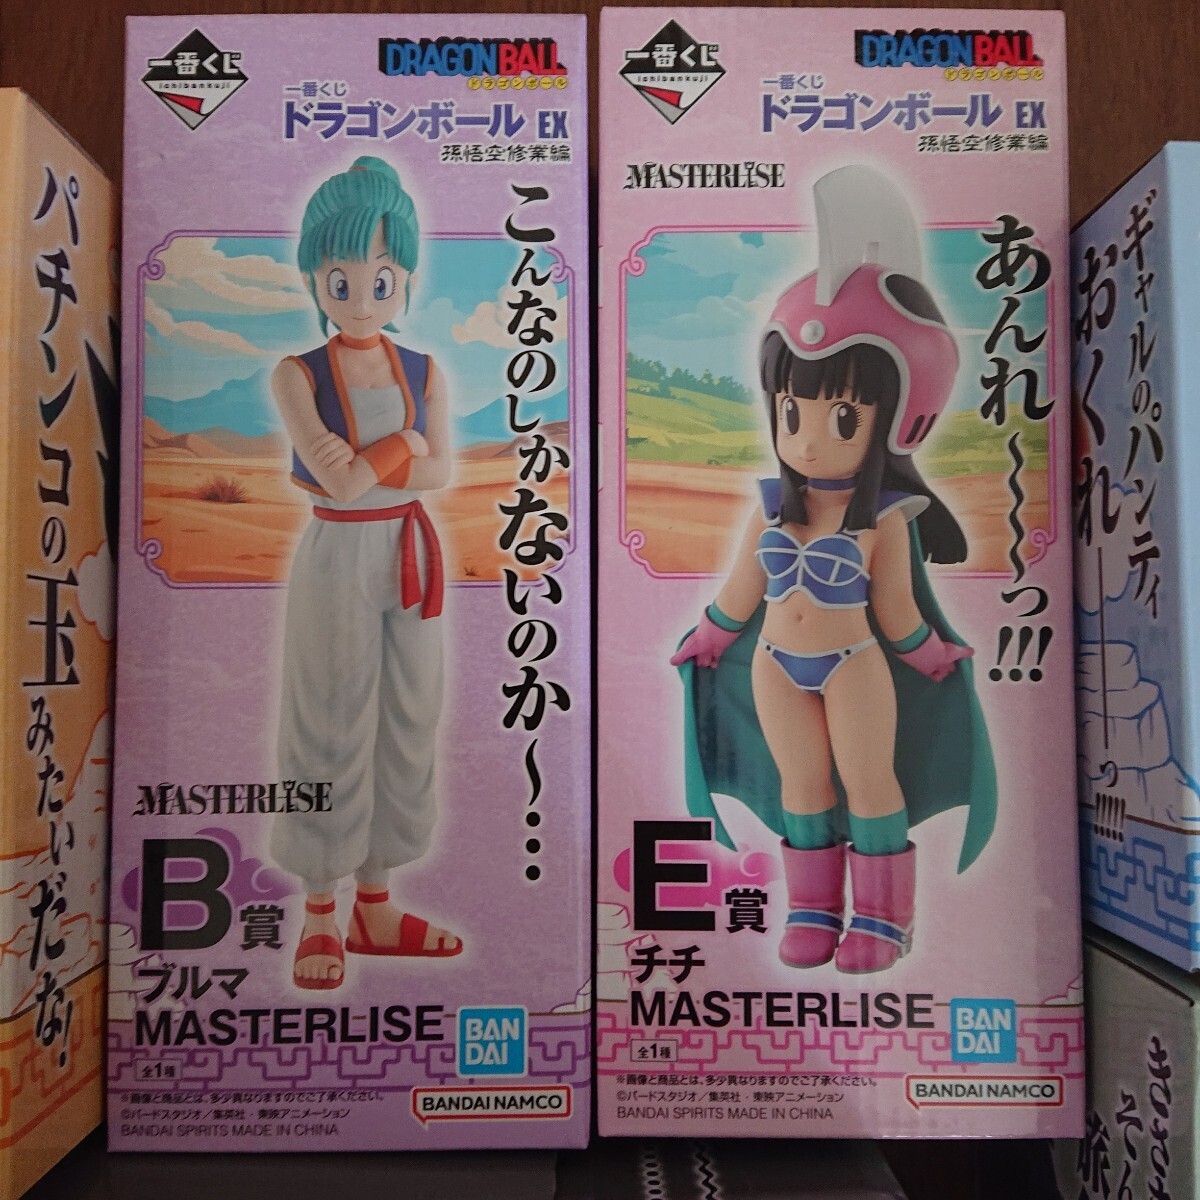 パチンコの玉みたいだな!
一番くじ
ichibankuji
DRAGON BALL
ドラゴンボール
一番くじ
ドラゴンボール EX
孫悟空修業編
こんなのしかないのか〜…
MASTERLISE
B賞
ブルマ
MASTERLISE
全1種
BAN
DAI
※画像と商品とは、多少異なりますのでご了承ください。
©バードスタジオ／集英社・東映アニメーション
BANDAI SPIRITS MADE IN CHINA
BANDAI NAMCO
一番くじ
ichibankuji
DRAGON BALL
ドラゴンボール
一番くじ
ドラゴンボール EX
孫悟空修業編
MASTERLISE
あんれ〜〜〜〜っ!!!
E賞
チチ
MASTERLISE
全1種
BAN
DAI
※画像と商品とは、多少異なりますのでご了承ください。
©バードスタジオ／集英社・東映アニメーション
BANDAI SPIRITS MADE IN CHINA
BANDAI NAMCO
ギャルのパンティ
おくれーーーっ!!!!!